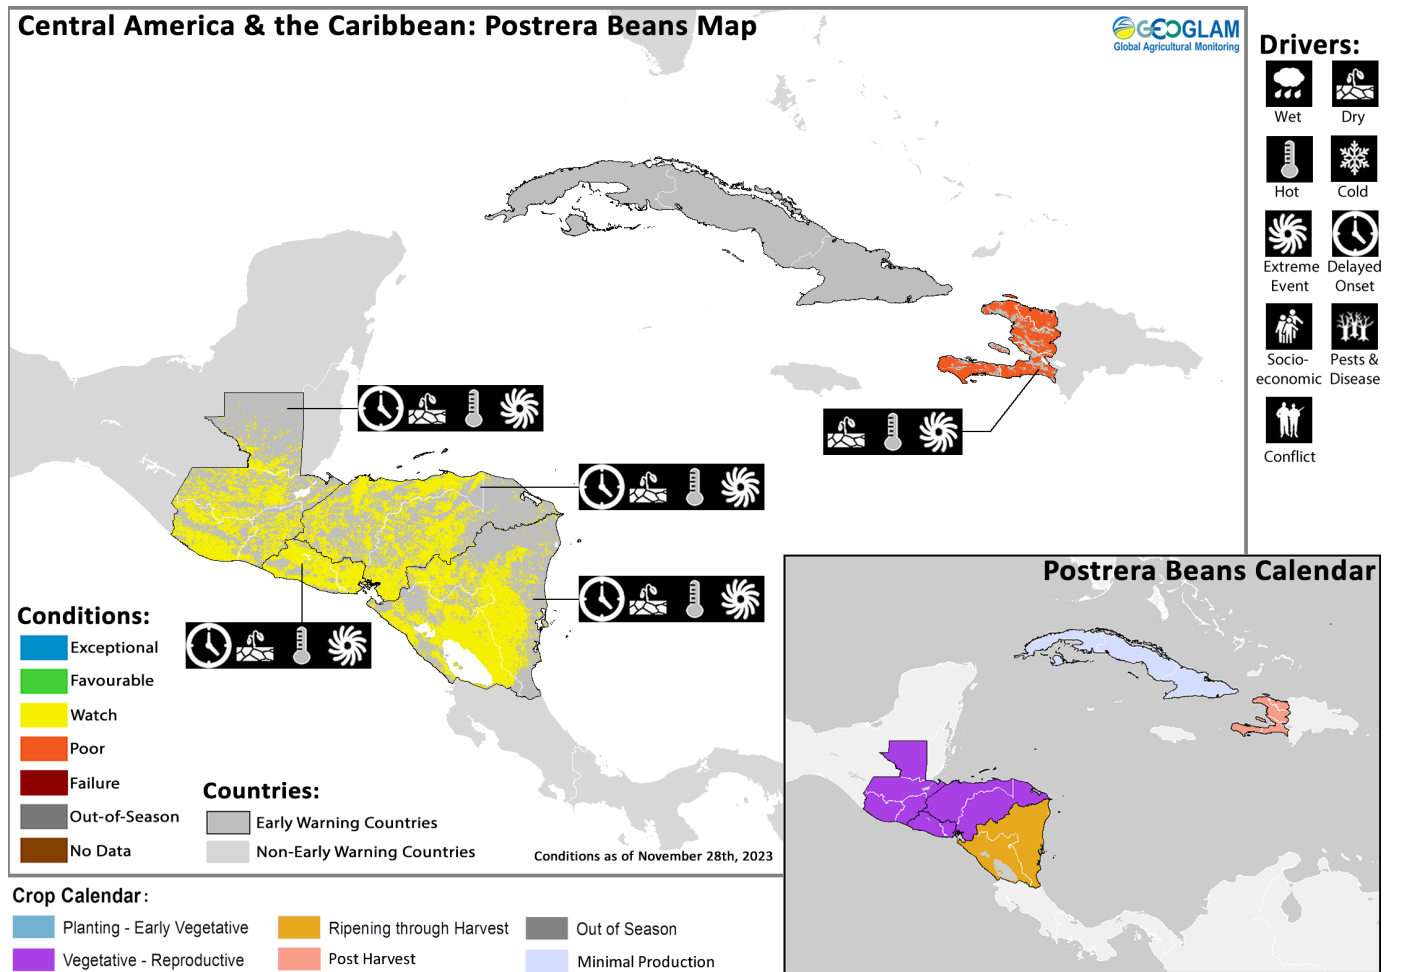 Central America & the Caribbean: Postrera Beans Map
GEOGLAM
Global Agricultural Monitoring
Drivers:
Wet
Dry
Hot
Cold
Extreme
Event
Delayed
Onset
Socio-
economic
Pests &
Disease
Conflict
Conditions:
Exceptional
Favourable
Watch
Poor
Failure
Out-of-Season
No Data
Countries:
Early Warning Countries
Non-Early Warning Countries
Conditions as of November 28th, 2023
Postrera Beans Calendar
Crop Calendar:
Planting - Early Vegetative
Vegetative - Reproductive
Ripening through Harvest
Post Harvest
Out of Season
Minimal Production